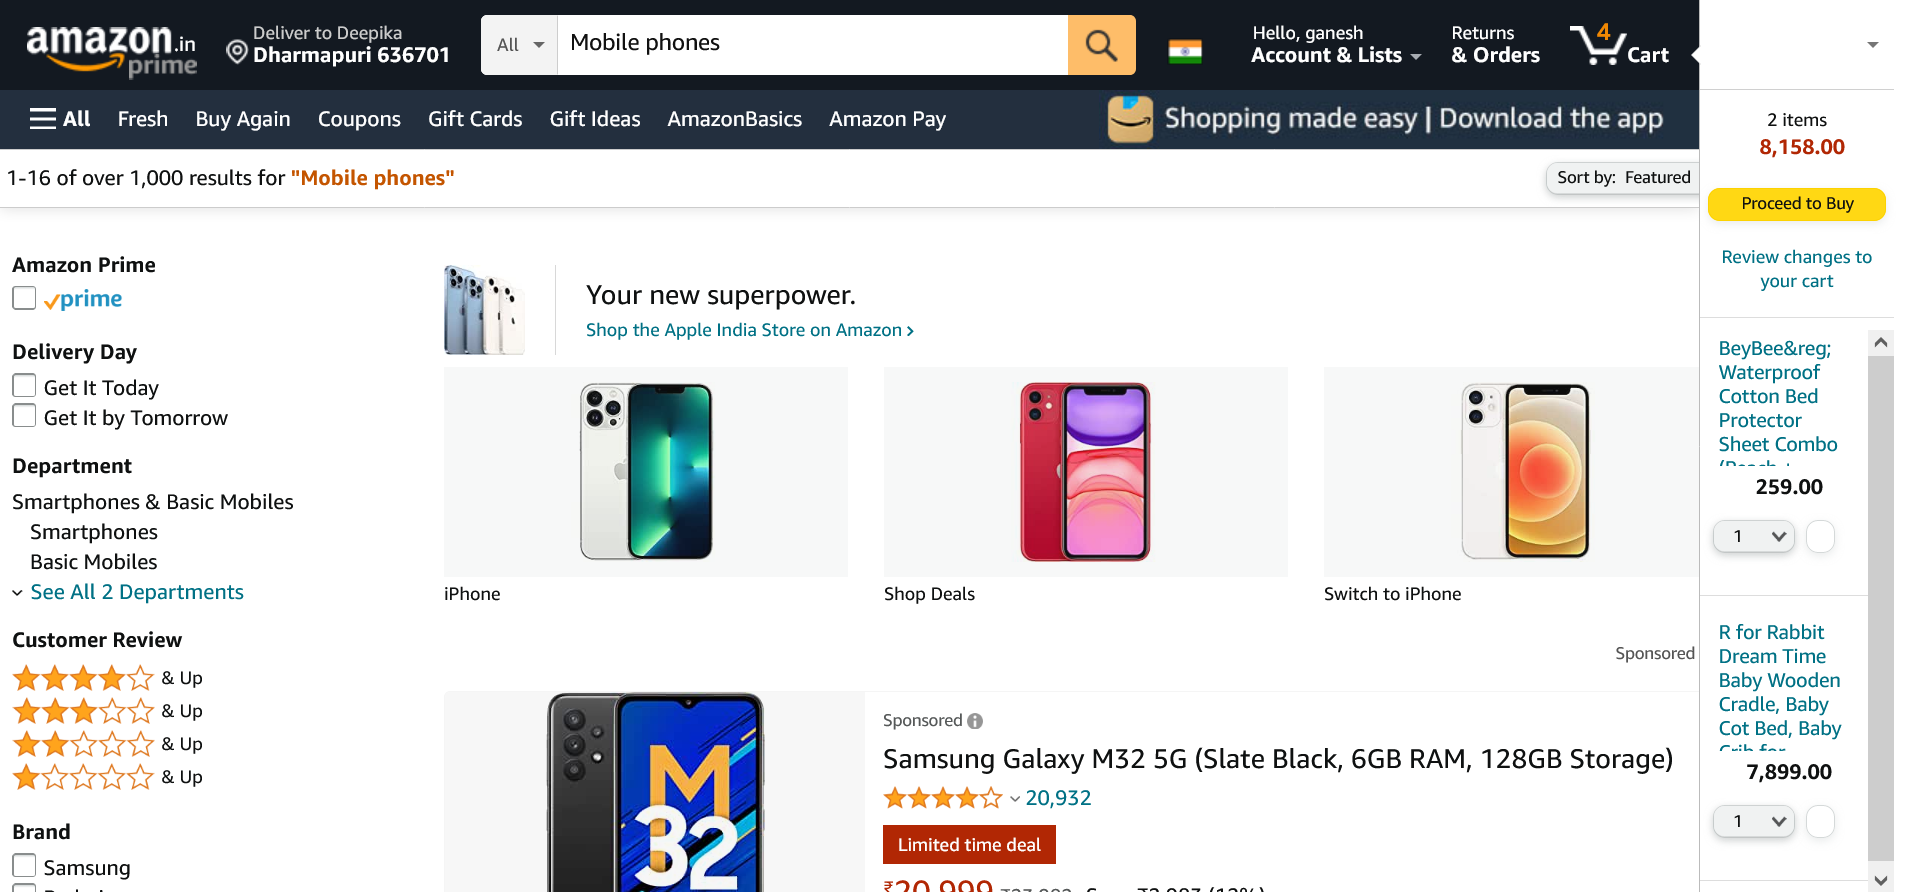 amazon.in
prime
Deliver to Deepika
Dharmapuri 636701
All
Mobile phones
Hello, ganesh
Account & Lists
Returns
& Orders
4
Cart
All
Fresh
Buy Again
Coupons
Gift Cards
Gift Ideas
AmazonBasics
Amazon Pay
Shopping made easy | Download the app
1-16 of over 1,000 results for "Mobile phones"
Sort by: Featured
Amazon Prime
prime
Delivery Day
Get It Today
Get It by Tomorrow
Department
Smartphones & Basic Mobiles
Smartphones
Basic Mobiles
See All 2 Departments
Customer Review
& Up
& Up
& Up
& Up
Brand
Samsung
Your new superpower.
Shop the Apple India Store on Amazon ›
iPhone
Shop Deals
Switch to iPhone
Sponsored
M
32
Sponsored
Samsung Galaxy M32 5G (Slate Black, 6GB RAM, 128GB Storage)
20,932
Limited time deal
₹20,999
2 items
8,158.00
Proceed to Buy
Review changes to
your cart
BeyBee&reg;
Waterproof
Cotton Bed
Protector
Sheet Combo
259.00
1
R for Rabbit
Dream Time
Baby Wooden
Cradle, Baby
Cot Bed, Baby
Crib for
7,899.00
1